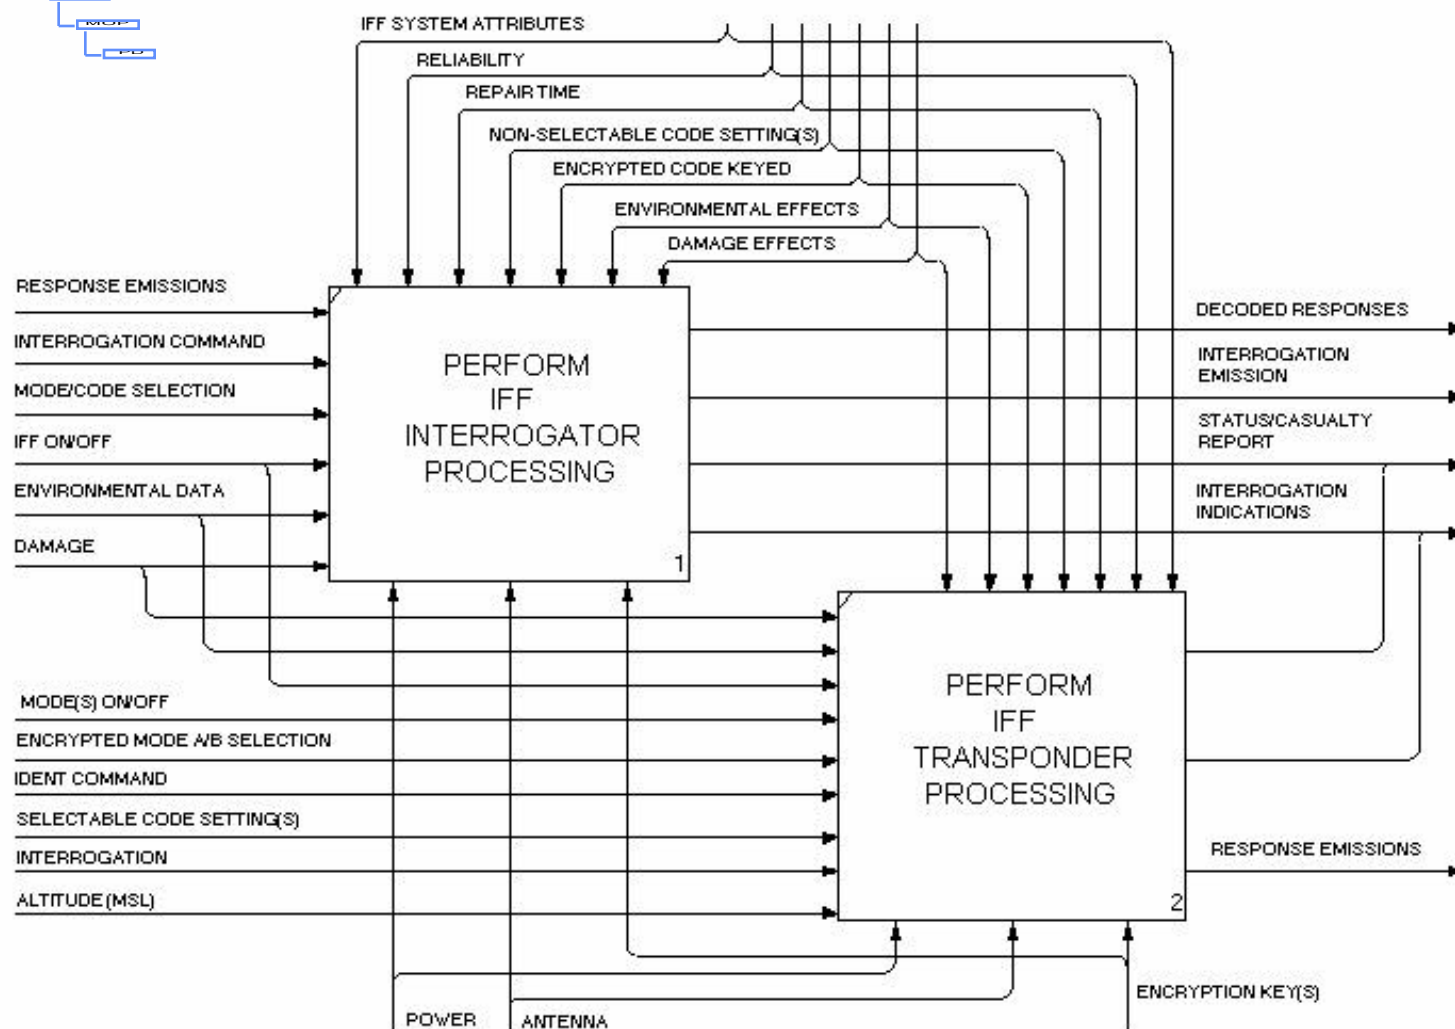 IFF SYSTEM ATTRIBUTES
RELIABILITY
REPAIR TIME
NON-SELECTABLE CODE SETTING(S)
ENCRYPTED CODE KEYED
ENVIRONMENTAL EFFECTS
DAMAGE EFFECTS
RESPONSE EMISSIONS
INTERROGATION COMMAND
MODE/CODE SELECTION
IFF ON/OFF
ENVIRONMENTAL DATA
DAMAGE
PERFORM
IFF
INTERROGATOR
PROCESSING
1
DECODED RESPONSES
INTERROGATION
EMISSION
STATUS/CASUALTY
REPORT
INTERROGATION
INDICATIONS
MODE(S) ON/OFF
ENCRYPTED MODE A/B SELECTION
IDENT COMMAND
SELECTABLE CODE SETTING(S)
INTERROGATION
ALTITUDE (MSL)
PERFORM
IFF
TRANSPONDER
PROCESSING
2
RESPONSE EMISSIONS
POWER
ANTENNA
ENCRYPTION KEY(S)